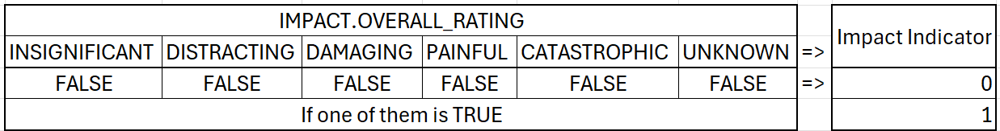 IMPACT.OVERALL_RATING
Impact Indicator
INSIGNIFICANT DISTRACTING DAMAGING PAINFUL CATASTROPHIC UNKNOWN =>
FALSE FALSE FALSE FALSE FALSE FALSE => 0
If one of them is TRUE 1